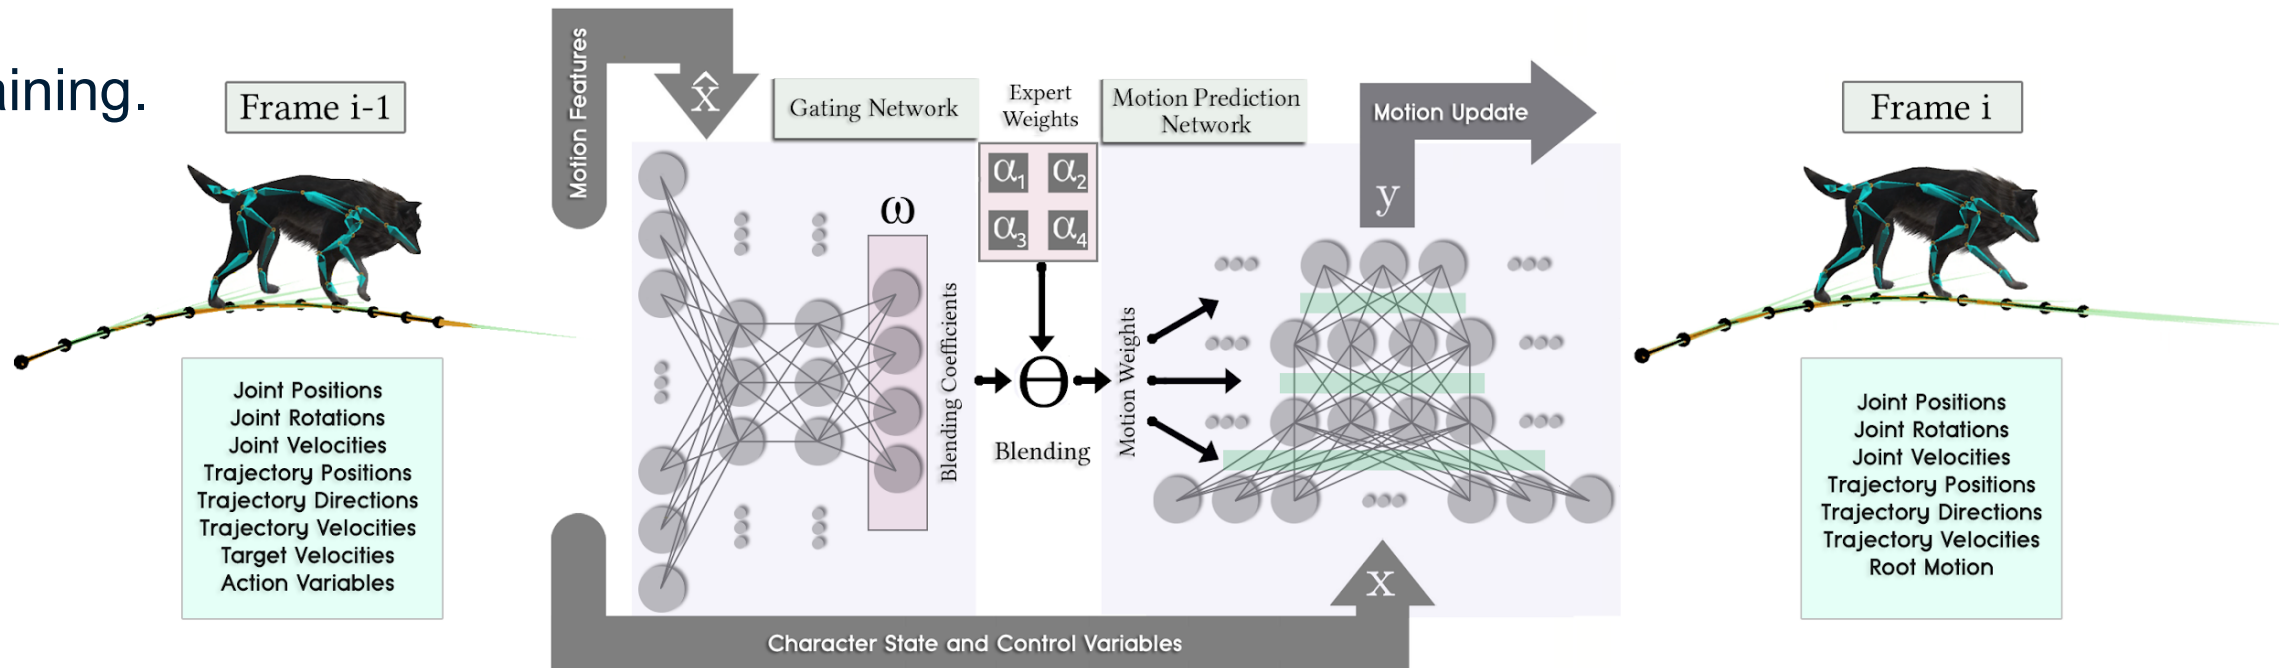 aining.
Frame i-1
Joint Positions
Joint Rotations
Joint Velocities
Trajectory Positions
Trajectory Directions
Trajectory Velocities
Target Velocities
Action Variables
Motion Features
x̂
Gating Network
ω
Blending Coefficients
Expert
Weights
α1 α2
α3 α4
Θ
Blending
Motion Prediction
Network
Motion Weights
Motion Update
y
x
Character State and Control Variables
Frame i
Joint Positions
Joint Rotations
Joint Velocities
Trajectory Positions
Trajectory Directions
Trajectory Velocities
Root Motion